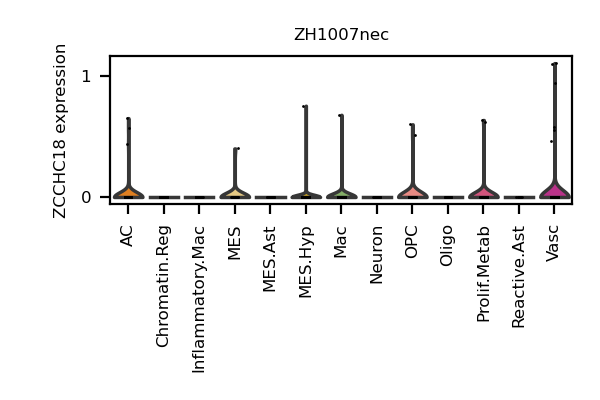 ZH1007nec
ZCCHC18 expression
1
0
AC
Chromatin.Reg
Inflammatory.Mac
MES
MES.Ast
MES.Hyp
Mac
Neuron
OPC
Oligo
Prolif.Metab
Reactive.Ast
Vasc